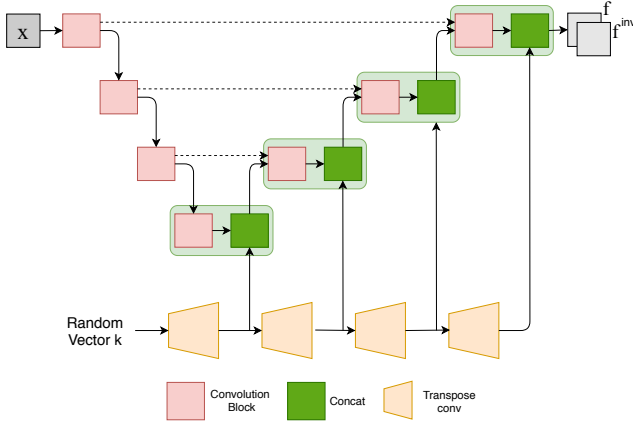 x
f
f^inv
Random
Vector k
Convolution
Block
Concat
Transpose
conv